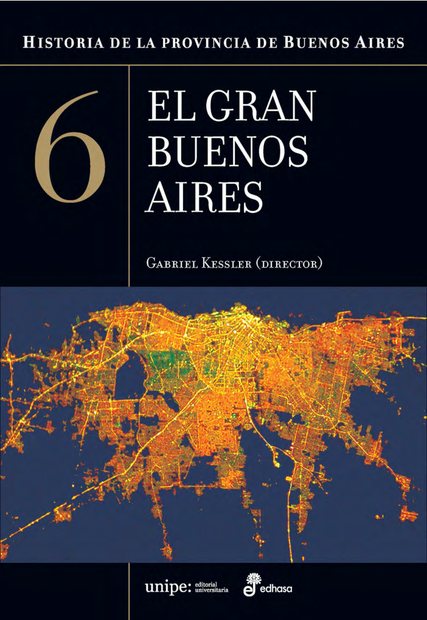 HISTORIA DE LA PROVINCIA DE BUENOS AIRES
6
EL GRAN
BUENOS
AIRES
GABRIEL KESSLER (DIRECTOR)
unipe: editorial
universitaria
edhasa